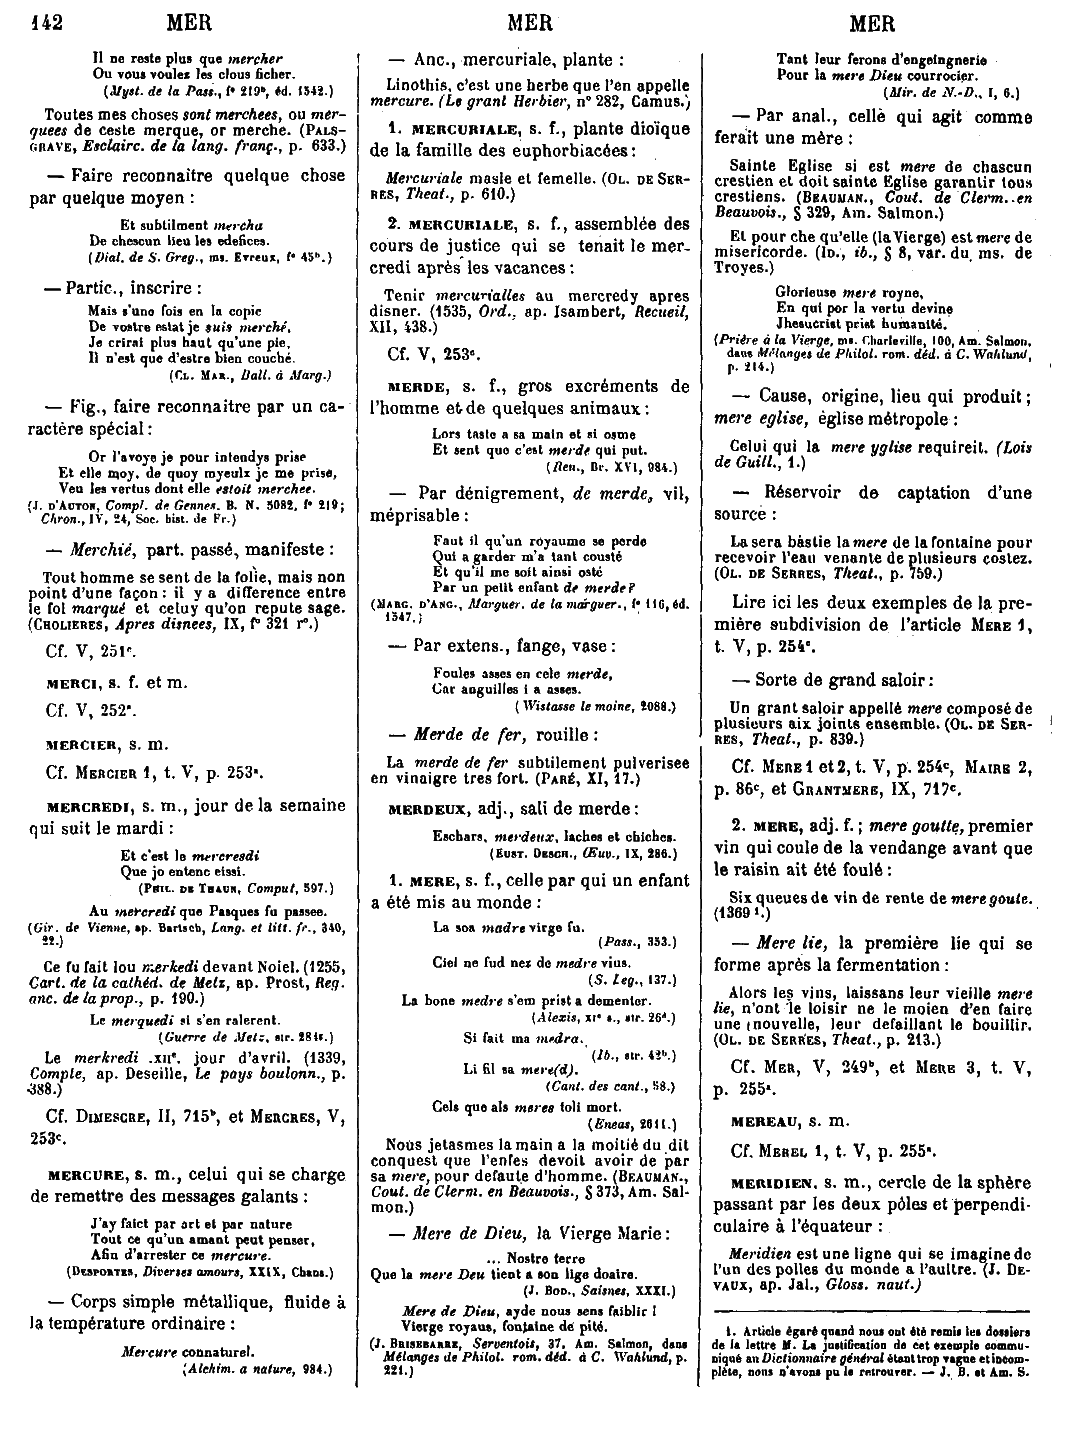 142 MER MER MER
Il ne reste plus que mercher
Ou vous voulez les clous ficher.
(Myst. de la Pass., fº 219ᵇ, éd. 1542.)
Toutes mes choses sont merchees, ou mer-
quees de ceste merque, or merche. (PALS-
GRAVE, Esclairc. de la lang. franç., p. 633.)
— Faire reconnaitre quelque chose
par quelque moyen :
Et subtilment mercha
De chescun lieu les edefices.
(Dial. de S. Greg., ms. Evreux, fº 45ᵇ.)
— Partic., inscrire :
Mais s'une fois en la copie
De vostre estat je suis merché,
Je crirai plus haut qu'une pie,
Il n'est que d'estre bien couché.
(CL. MAR., Ball. à Marg.)
— Fig., faire reconnaitre par un ca-
ractère spécial :
Or l'avoye je pour intendys prise
Et elle moy, de quoy myeulx je me prise,
Veu les vertus dont elle estoit merchee.
(J. D'AUTON, Compl. de Gennes. B. N. 5082, fº 219;
Chron., IV, 24, Soc. hist. de Fr.)
— Merchié, part. passé, manifeste :
Tout homme se sent de la folie, mais non
point d'une façon : il y a difference entre
le fol marqué et celuy qu'on repute sage.
(CHOLIERES, Apres disnees, IX, fº 321 rº.)
Cf. V, 251ᶜ.
MERCI, s. f. et m.
Cf. V, 252ᵃ.
MERCIER, s. m.
Cf. MERCIER 1, t. V, p. 253ᵃ.
MERCREDI, s. m., jour de la semaine
qui suit le mardi :
Et c'est le mercresdi
Que jo entenc eissi.
(PHIL. DE THAUN, Comput, 597.)
Au mercredi que Pasques fu passee.
(Gir. de Vienne, ap. Bartsch, Lang. et litt. fr., 340,
22.)
Ce fu fait lou merkedi devant Noiel. (1255,
Cart. de la cathéd. de Metz, ap. Prost, Reg.
anc. de la prop., p. 190.)
Le merquedi si s'en ralerent.
(Guerre de Metz, str. 284ᵉ.)
Le merkredi .xiiᵉ. jour d'avril. (1339,
Compte, ap. Deseille, Le pays boulonn., p.
388.)
Cf. DIMESCRE, II, 715ᵇ, et MERCRES, V,
253ᶜ.
MERCURE, s. m., celui qui se charge
de remettre des messages galants :
J'ay faict par art et par nature
Tout ce qu'un amant peut penser,
Afin d'arrester ce mercure.
(DESPORTES, Diverses amours, XXIX, Chans.)
— Corps simple métallique, fluide à
la température ordinaire :
Mercure connaturel.
(Alchim. a nature, 984.)
— Anc., mercuriale, plante :
Linothis, c'est une herbe que l'en appelle
mercure. (Le grant Herbier, nº 282, Camus.)
1. MERCURIALE, s. f., plante dioïque
de la famille des euphorbiacées :
Mercuriale masle et femelle. (OL. DE SER-
RES, Theat., p. 610.)
2. MERCURIALE, s. f., assemblée des
cours de justice qui se tenait le mer-
credi après les vacances :
Tenir mercurialles au mercredy apres
disner. (1535, Ord., ap. Isambert, Recueil,
XII, 438.)
Cf. V, 253ᶜ.
MERDE, s. f., gros excréments de
l'homme et de quelques animaux :
Lors taste a sa main et si osme
Et sent que c'est merde qui put.
(Ren., Br. XVI, 984.)
— Par dénigrement, de merde, vil,
méprisable :
Faut il qu'un royaume se perde
Qui a garder m'a tant cousté
Et qu'il me soit ainsi osté
Par un petit enfant de merde?
(MARG. D'ANG., Marguer. de la marguer., fº 116, éd.
1547.)
— Par extens., fange, vase :
Foules asses en cele merde,
Car anguilles i a asses.
(Wistasse le moine, 2088.)
— Merde de fer, rouille :
La merde de fer subtilement pulverisee
en vinaigre tres fort. (PARÉ, XI, 17.)
MERDEUX, adj., sali de merde :
Eschars, merdeux, lasches et chiches.
(EUST. DESCH., Œuv., IX, 286.)
1. MERE, s. f., celle par qui un enfant
a été mis au monde :
La soa madre virge fu.
(Pass., 353.)
Ciel ne fud nez de medre vius.
(S. Leg., 137.)
La bone medre s'em prist a dementer.
(Alexis, xiᵉ s., str. 26ᵈ.)
Si fait ma medra.
(Ib., str. 42ᵇ.)
Li fil sa mere(d).
(Cant. des cant., 58.)
Cels que als meres toli mort.
(Eneas, 2611.)
Nous jetasmes la main a la moitié du dit
conquest que l'enfes devoit avoir de par
sa mere, pour defaute d'homme. (BEAUMAN.,
Cout. de Clerm. en Beauvois., § 373, Am. Sal-
mon.)
— Mere de Dieu, la Vierge Marie :
... Nostre terre
Que la mere Deu tient a son lige doaire.
(J. BOD., Saisnes, XXXI.)
Mere de Dieu, ayde nous sens faiblir !
Vierge royaus, fontaine de pité.
(J. BRISEBARRE, Serventois, 37, Am. Salmon, dans
Mélanges de Philol. rom. déd. à C. Wahlund, p.
221.)
Tant leur ferons d'engeingnerie
Pour la mere Dieu courrocier.
(Mir. de N.-D., I, 6.)
— Par anal., celle qui agit comme
ferait une mère :
Sainte Eglise si est mere de chascun
crestien et doit sainte Eglise garantir tous
crestiens. (BEAUMAN., Cout. de Clerm. en
Beauvois., § 329, Am. Salmon.)
Et pour che qu'elle (la Vierge) est mere de
misericorde. (ID., ib., § 8, var. du ms. de
Troyes.)
Glorieuse mere royne,
En qui por la vertu devine
Jhesucrist prist humanité.
(Prière à la Vierge, ms. Charleville, 100, Am. Salmon,
dans Mélanges de Philol. rom. déd. à C. Wahlund,
p. 214.)
— Cause, origine, lieu qui produit ;
mere eglise, église métropole :
Celui qui la mere yglise requireit. (Lois
de Guill., 1.)
— Réservoir de captation d'une
source :
La sera bastie la mere de la fontaine pour
recevoir l'eau venante de plusieurs costez.
(OL. DE SERRES, Theat., p. 759.)
Lire ici les deux exemples de la pre-
mière subdivision de l'article MERE 1,
t. V, p. 254ᶜ.
— Sorte de grand saloir :
Un grant saloir appellé mere composé de
plusieurs aix joints ensemble. (OL. DE SER-
RES, Theat., p. 839.)
Cf. MERE 1 et 2, t. V, p. 254ᶜ, MAIRE 2,
p. 86ᶜ, et GRANTMERE, IX, 717ᶜ.
2. MERE, adj. f. ; mere goutte, premier
vin qui coule de la vendange avant que
le raisin ait été foulé :
Six queues de vin de rente de mere goute.
(1369 ¹.)
— Mere lie, la première lie qui se
forme après la fermentation :
Alors les vins, laissans leur vieille mere
lie, n'ont le loisir ne le moien d'en faire
une nouvelle, leur defaillant le bouillir.
(OL. DE SERRES, Theat., p. 213.)
Cf. MER, V, 249ᵇ, et MERE 3, t. V,
p. 255ᵃ.
MEREAU, s. m.
Cf. MEREL 1, t. V, p. 255ᵃ.
MERIDIEN, s. m., cercle de la sphère
passant par les deux pôles et perpendi-
culaire à l'équateur :
Meridien est une ligne qui se imagine de
l'un des polles du monde a l'aultre. (J. DE-
VAUX, ap. Jal., Gloss. naut.)
1. Article égaré quand nous ont été remis les dossiers
de la lettre M. La justification de cet exemple commu-
niqué au Dictionnaire général étant trop vague et incom-
plète, nous n'avons pu le retrouver. — J. B. et Am. S.